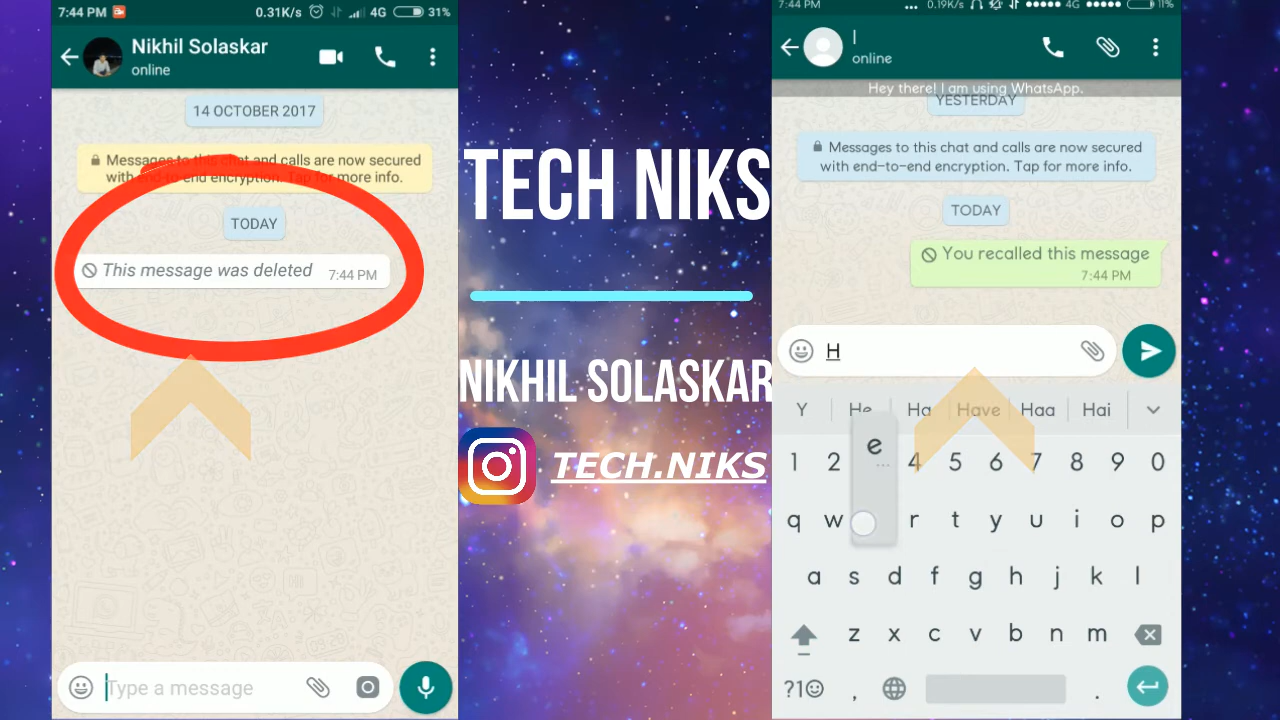 7:44 PM 0.31K/s 4G 31%
Nikhil Solaskar
online
14 OCTOBER 2017
Messages to this chat and calls are now secured
with end-to-end encryption. Tap for more info.
TODAY
This message was deleted 7:44 PM
Type a message
TECH NIKS
NIKHIL SOLASKAR
TECH.NIKS
7:44 PM ... 0.19K/s 4G 11%
online
Hey there! I am using WhatsApp.
YESTERDAY
Messages to this chat and calls are now secured
with end-to-end encryption. Tap for more info.
TODAY
You recalled this message
7:44 PM
H
Y He Ha Have Haa Hai
e
1 2 4 5 6 7 8 9 0
q w r t y u i o p
a s d f g h j k l
z x c v b n m
?1☺ , .